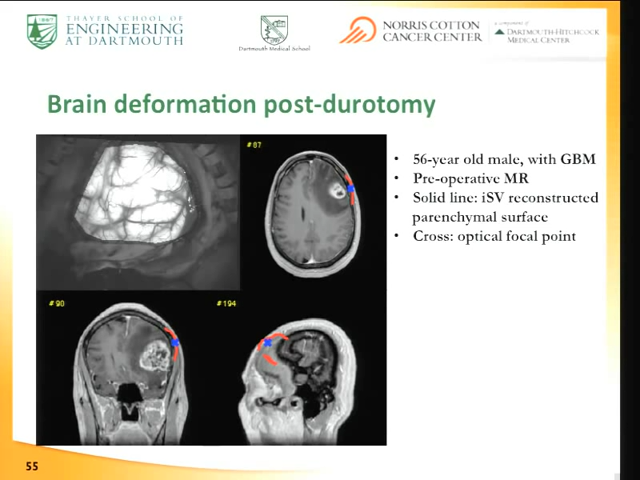 THAYER SCHOOL OF
ENGINEERING
AT DARTMOUTH
Dartmouth Medical School
NORRIS COTTON
CANCER CENTER
a component of
DARTMOUTH-HITCHCOCK
MEDICAL CENTER
Brain deformation post-durotomy
#87
• 56-year old male, with GBM
• Pre-operative MR
• Solid line: iSV reconstructed
parenchymal surface
• Cross: optical focal point
#90
#194
55